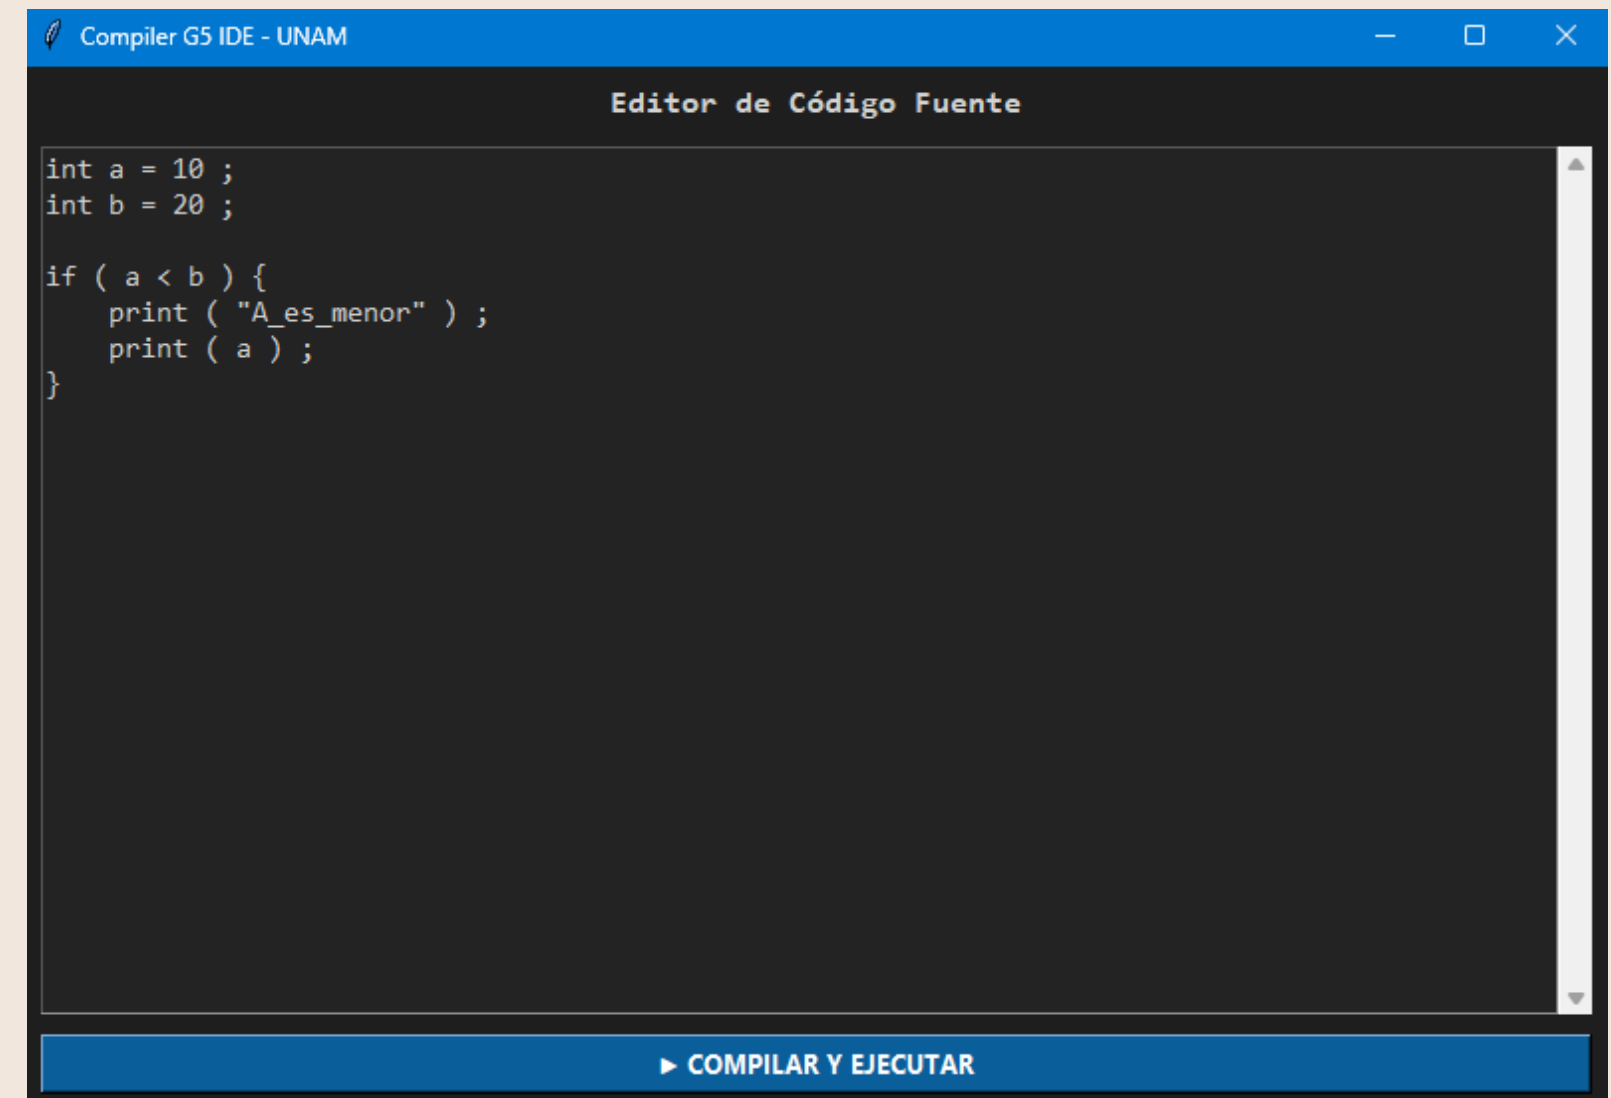 Compiler G5 IDE - UNAM
Editor de Código Fuente
int a = 10 ;
int b = 20 ;
if ( a < b ) {
    print ( "A_es_menor" ) ;
    print ( a ) ;
}
► COMPILAR Y EJECUTAR